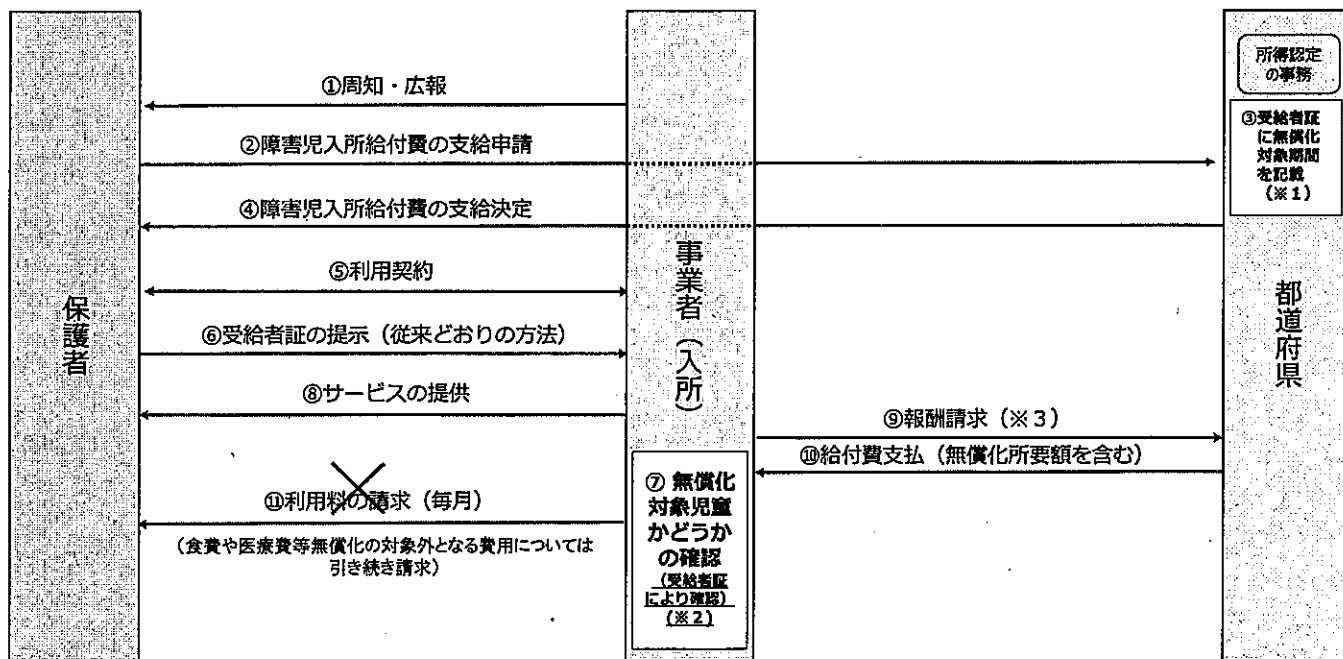 所得認定
の事務
①周知・広報
③受給者証
に無償化
対象期間
を記載
（※１）
②障害児入所給付費の支給申請
④障害児入所給付費の支給決定
⑤利用契約
保護者
事業者（入所）
都道府県
⑥受給者証の提示（従来どおりの方法）
⑧サービスの提供
⑨報酬請求（※３）
⑩給付費支払（無償化所要額を含む）
⑦ 無償化
対象児童
かどうか
の確認
（受給者証
により確認）
（※２）
⑪利用料の請求（毎月）
（食費や医療費等無償化の対象外となる費用については
引き続き請求）